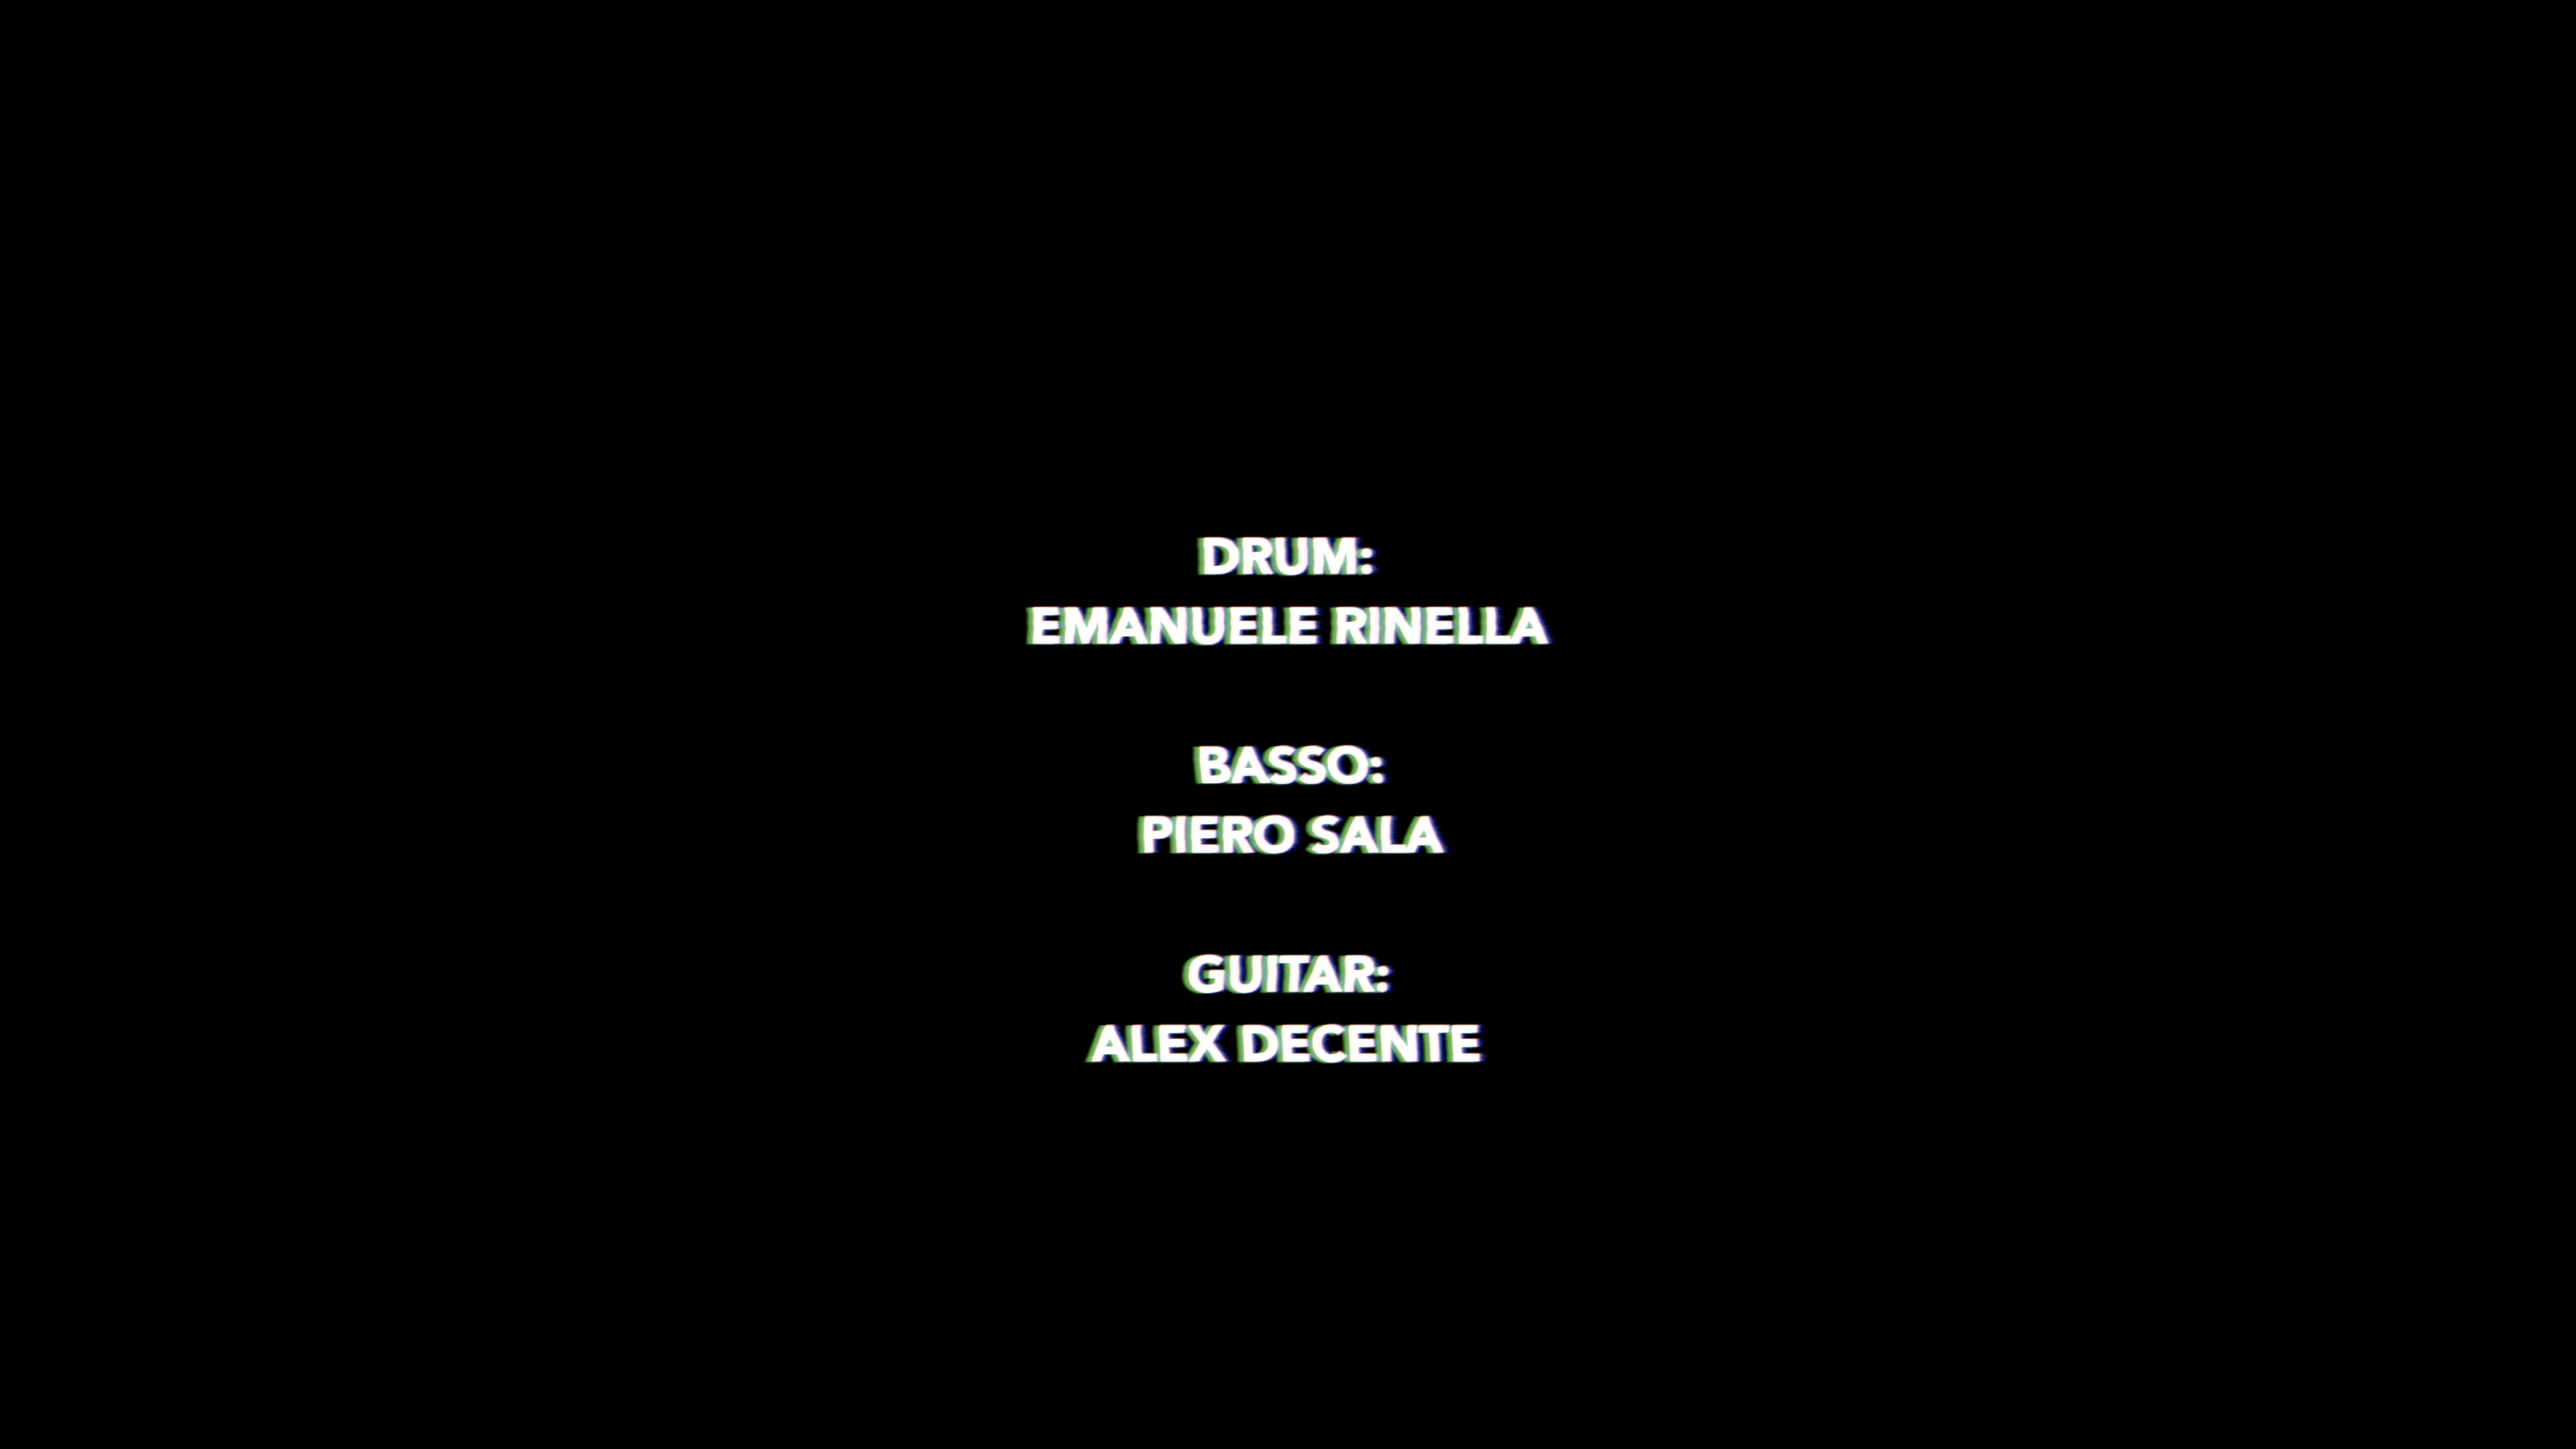 DRUM:
EMANUELE RINELLA
BASSO:
PIERO SALA
GUITAR:
ALEX DECENTE